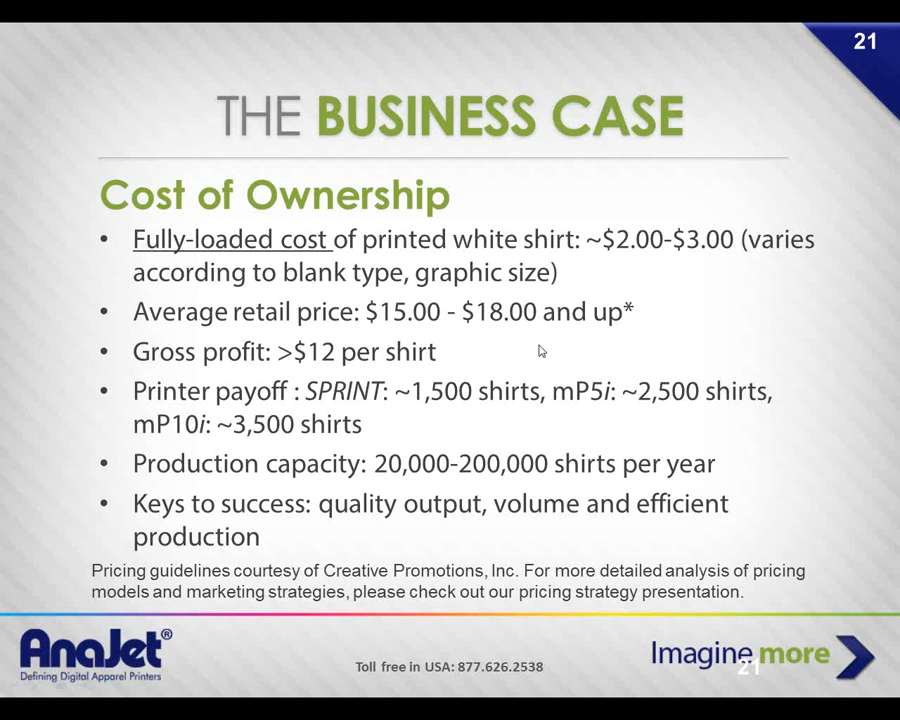 21
THE BUSINESS CASE
Cost of Ownership
• Fully-loaded cost of printed white shirt: ~$2.00-$3.00 (varies
according to blank type, graphic size)
• Average retail price: $15.00 - $18.00 and up*
• Gross profit: >$12 per shirt
• Printer payoff : SPRINT: ~1,500 shirts, mP5i: ~2,500 shirts,
mP10i: ~3,500 shirts
• Production capacity: 20,000-200,000 shirts per year
• Keys to success: quality output, volume and efficient
production
Pricing guidelines courtesy of Creative Promotions, Inc. For more detailed analysis of pricing
models and marketing strategies, please check out our pricing strategy presentation.
AnaJet®
Defining Digital Apparel Printers
Toll free in USA: 877.626.2538
Imagine more
21